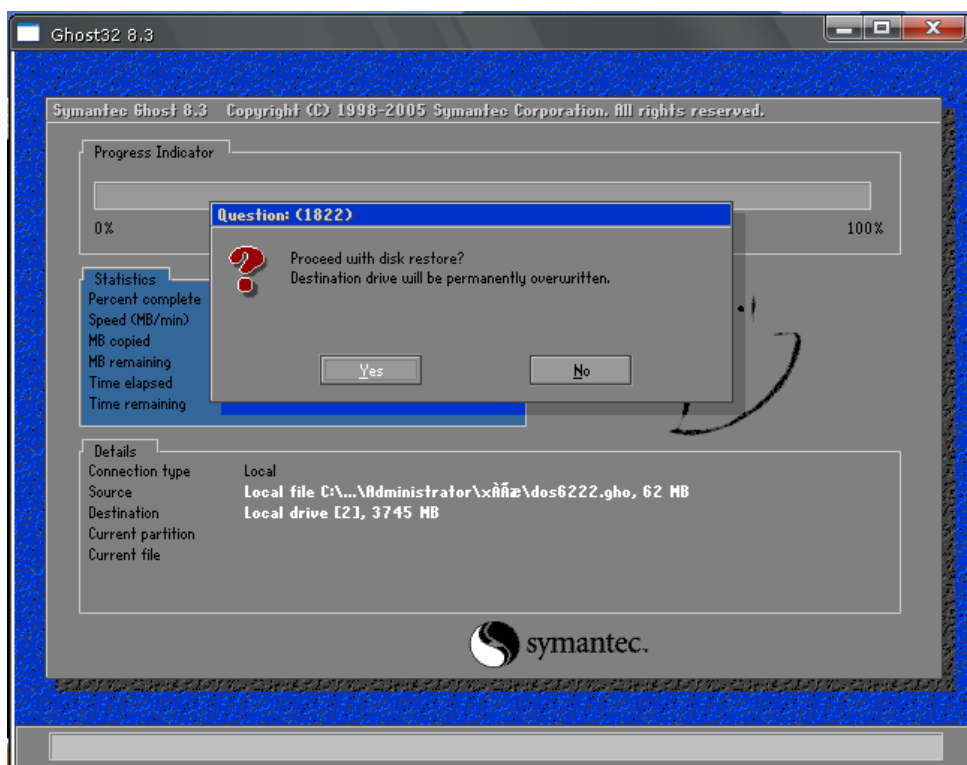 Ghost32 8.3
Symantec Ghost 8.3 Copyright (C) 1998-2005 Symantec Corporation. All rights reserved.
Progress Indicator
0%
100%
Question: (1822)
Proceed with disk restore?
Destination drive will be permanently overwritten.
Yes
No
Statistics
Percent complete
Speed (MB/min)
MB copied
MB remaining
Time elapsed
Time remaining
Details
Connection type Local
Source Local file C:\...\Administrator\xÀÃæ\dos6222.gho, 62 MB
Destination Local drive [2], 3745 MB
Current partition
Current file
symantec.